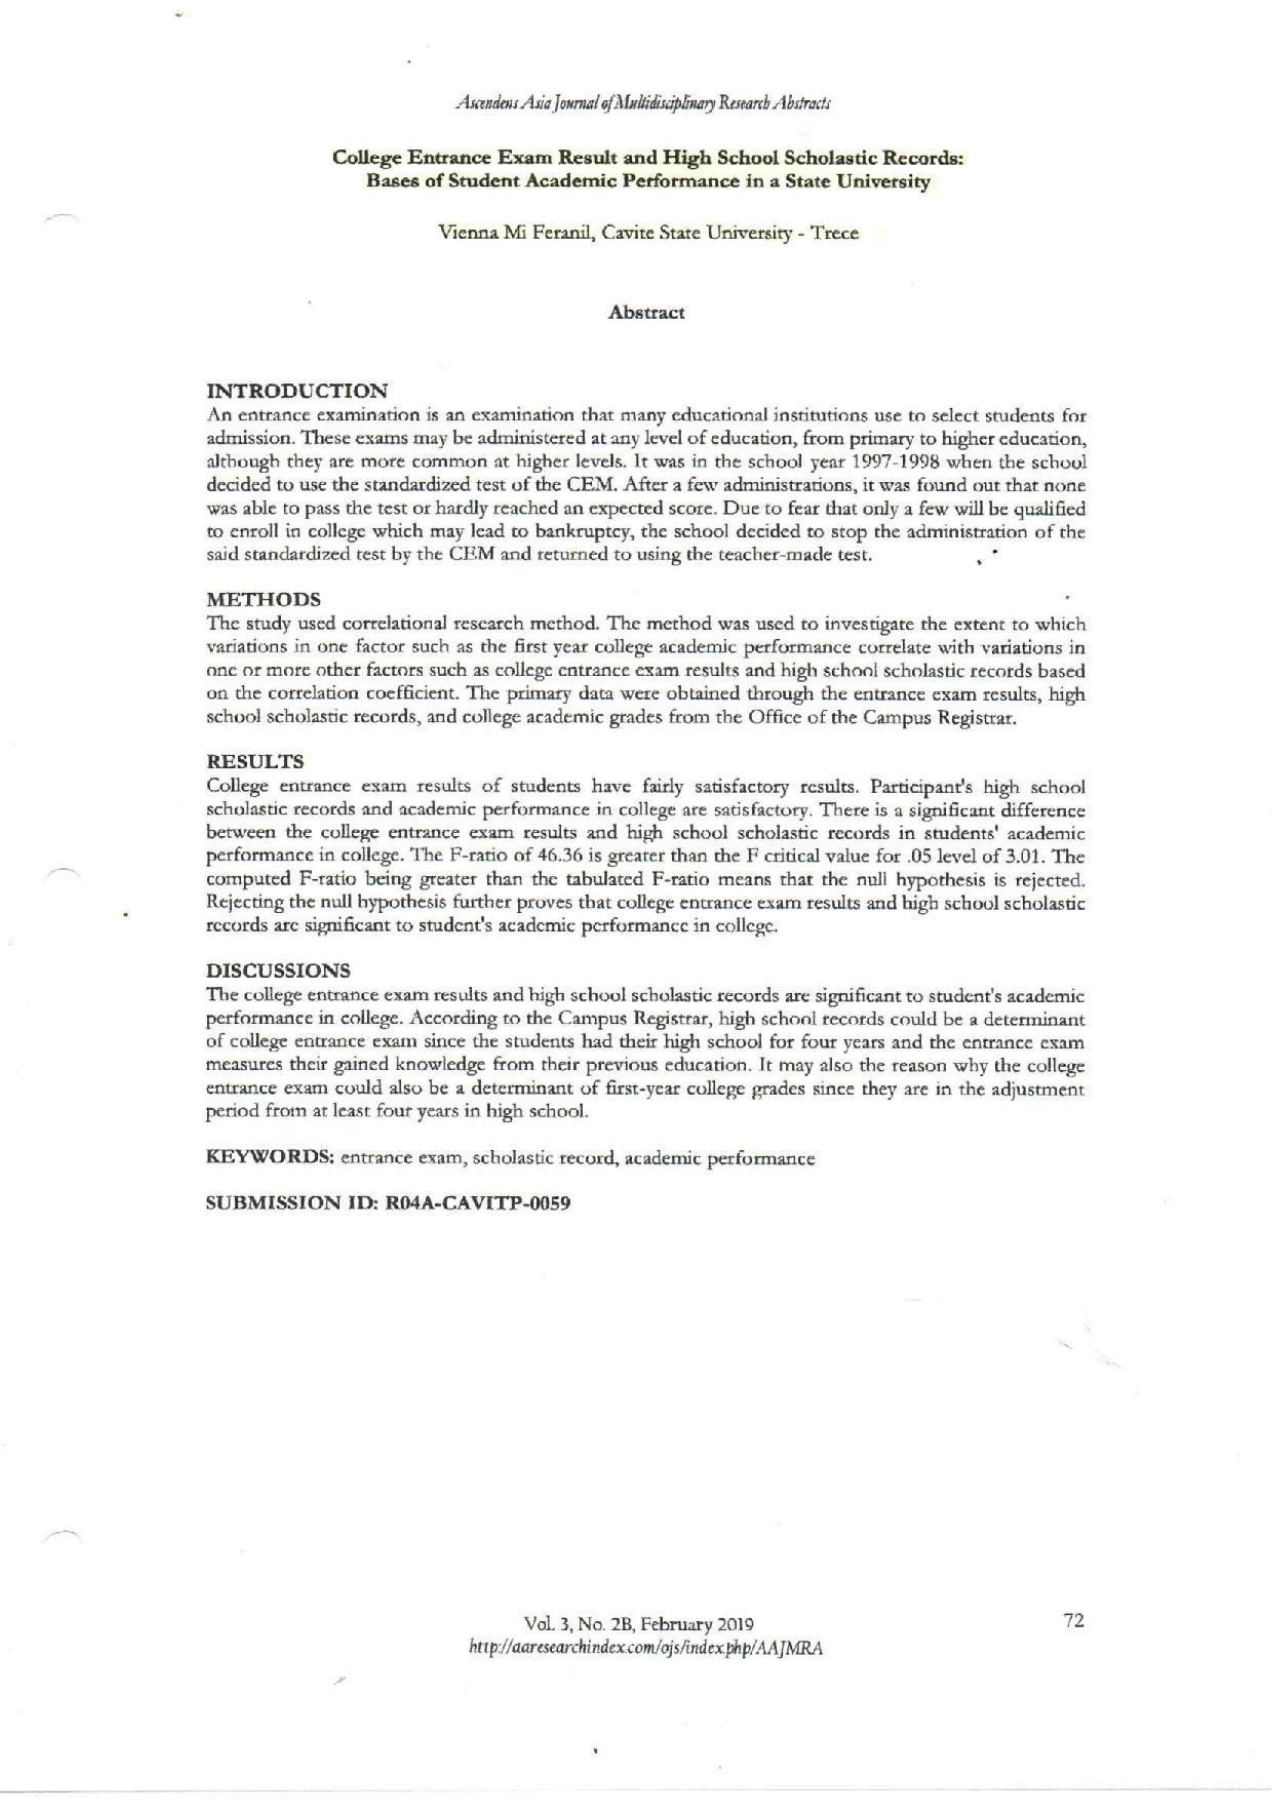 Ascendens Asia Journal of Multidisciplinary Research Abstracts
College Entrance Exam Result and High School Scholastic Records:
Bases of Student Academic Performance in a State University
Vienna Mi Feranil, Cavite State University - Trece
Abstract
INTRODUCTION
An entrance examination is an examination that many educational institutions use to select students for
admission. These exams may be administered at any level of education, from primary to higher education,
although they are more common at higher levels. It was in the school year 1997-1998 when the school
decided to use the standardized test of the CEM. After a few administrations, it was found out that none
was able to pass the test or hardly reached an expected score. Due to fear that only a few will be qualified
to enroll in college which may lead to bankruptcy, the school decided to stop the administration of the
said standardized test by the CEM and returned to using the teacher-made test.
METHODS
The study used correlational research method. The method was used to investigate the extent to which
variations in one factor such as the first year college academic performance correlate with variations in
one or more other factors such as college entrance exam results and high school scholastic records based
on the correlation coefficient. The primary data were obtained through the entrance exam results, high
school scholastic records, and college academic grades from the Office of the Campus Registrar.
RESULTS
College entrance exam results of students have fairly satisfactory results. Participant's high school
scholastic records and academic performance in college are satisfactory. There is a significant difference
between the college entrance exam results and high school scholastic records in students' academic
performance in college. The F-ratio of 46.36 is greater than the F critical value for .05 level of 3.01. The
computed F-ratio being greater than the tabulated F-ratio means that the null hypothesis is rejected.
Rejecting the null hypothesis further proves that college entrance exam results and high school scholastic
records are significant to student's academic performance in college.
DISCUSSIONS
The college entrance exam results and high school scholastic records are significant to student's academic
performance in college. According to the Campus Registrar, high school records could be a determinant
of college entrance exam since the students had their high school for four years and the entrance exam
measures their gained knowledge from their previous education. It may also the reason why the college
entrance exam could also be a determinant of first-year college grades since they are in the adjustment
period from at least four years in high school.
KEYWORDS: entrance exam, scholastic record, academic performance
SUBMISSION ID: R04A-CAVITP-0059
Vol. 3, No. 2B, February 2019
72
http://aaresearchindex.com/ojs/index.php/AAJMRA